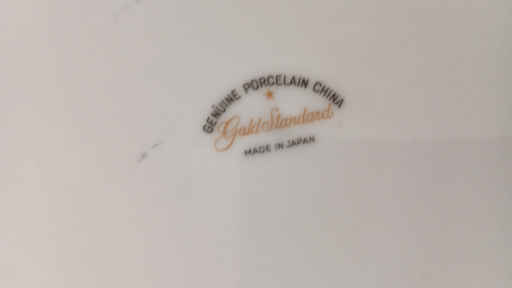 GENUINE PORCELAIN CHINA
Gold Standard
MADE IN JAPAN